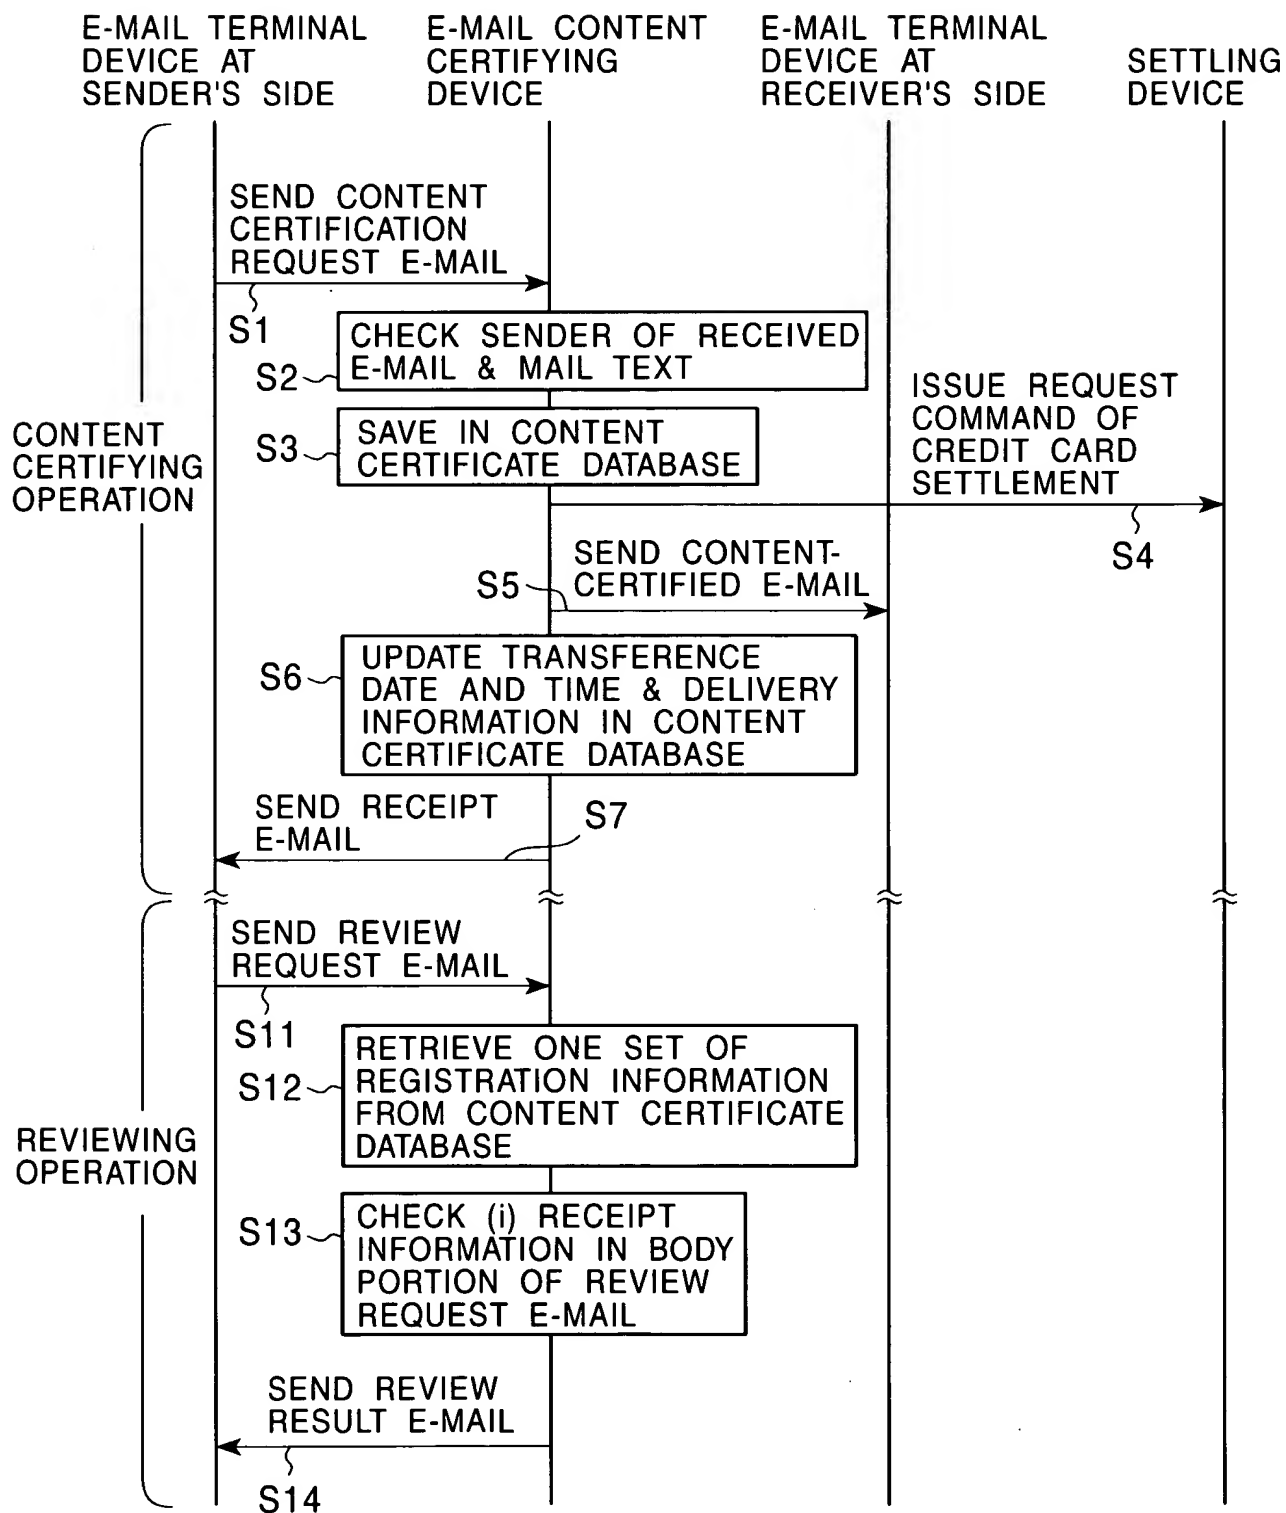 E-MAIL TERMINAL
DEVICE AT
SENDER'S SIDE
E-MAIL CONTENT
CERTIFYING
DEVICE
E-MAIL TERMINAL
DEVICE AT
RECEIVER'S SIDE
SETTLING
DEVICE
CONTENT
CERTIFYING
OPERATION
SEND CONTENT
CERTIFICATION
REQUEST E-MAIL
S1
CHECK SENDER OF RECEIVED
E-MAIL & MAIL TEXT
S2
SAVE IN CONTENT
CERTIFICATE DATABASE
S3
ISSUE REQUEST
COMMAND OF
CREDIT CARD
SETTLEMENT
S4
SEND CONTENT-
CERTIFIED E-MAIL
S5
UPDATE TRANSFERENCE
DATE AND TIME & DELIVERY
INFORMATION IN CONTENT
CERTIFICATE DATABASE
S6
SEND RECEIPT
E-MAIL
S7
REVIEWING
OPERATION
SEND REVIEW
REQUEST E-MAIL
S11
RETRIEVE ONE SET OF
REGISTRATION INFORMATION
FROM CONTENT CERTIFICATE
DATABASE
S12
CHECK (i) RECEIPT
INFORMATION IN BODY
PORTION OF REVIEW
REQUEST E-MAIL
S13
SEND REVIEW
RESULT E-MAIL
S14